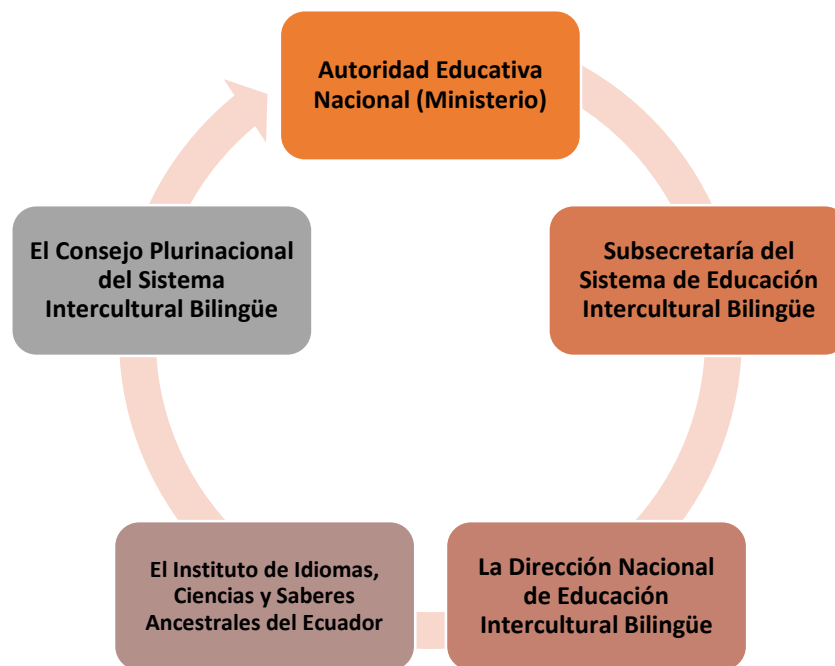 Autoridad Educativa
Nacional (Ministerio)
Subsecretaría del
Sistema de Educación
Intercultural Bilingüe
La Dirección Nacional
de Educación
Intercultural Bilingüe
El Instituto de Idiomas,
Ciencias y Saberes
Ancestrales del Ecuador
El Consejo Plurinacional
del Sistema
Intercultural Bilingüe